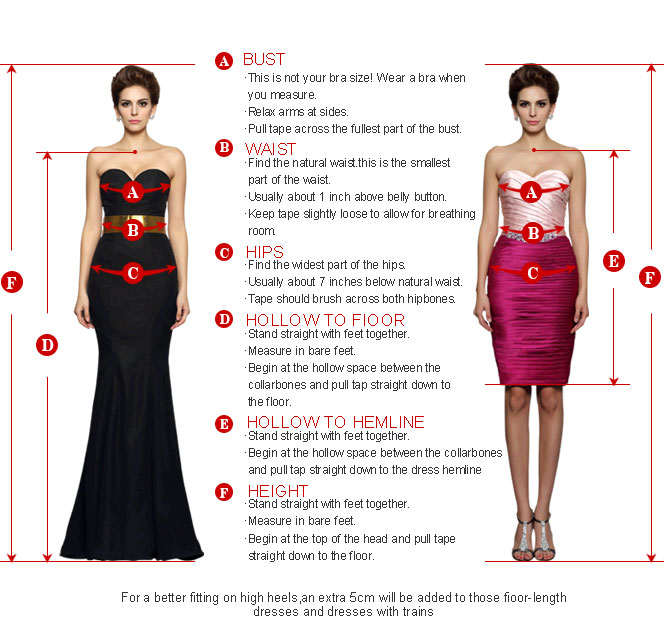 A BUST
·This is not your bra size! Wear a bra when
you measure.
·Relax arms at sides.
·Pull tape across the fullest part of the bust.
B WAIST
·Find the natural waist.this is the smallest
part of the waist.
·Usually about 1 inch above belly button.
·Keep tape slightly loose to allow for breathing
room.
C HIPS
·Find the widest part of the hips.
·Usually about 7 inches below natural waist.
·Tape should brush across both hipbones.
D HOLLOW TO FIOOR
·Stand straight with feet together.
·Measure in bare feet.
·Begin at the hollow space between the
collarbones and pull tap straight down to
the floor.
E HOLLOW TO HEMLINE
·Stand straight with feet together.
·Begin at the hollow space between the collarbones
and pull tap straight down to the dress hemline
F HEIGHT
·Stand straight with feet together.
·Measure in bare feet.
·Begin at the top of the head and pull tape
straight down to the floor.
A
B
C
D
F
A
B
C
E
F
For a better fitting on high heels,an extra 5cm will be added to those fioor-length
dresses and dresses with trains